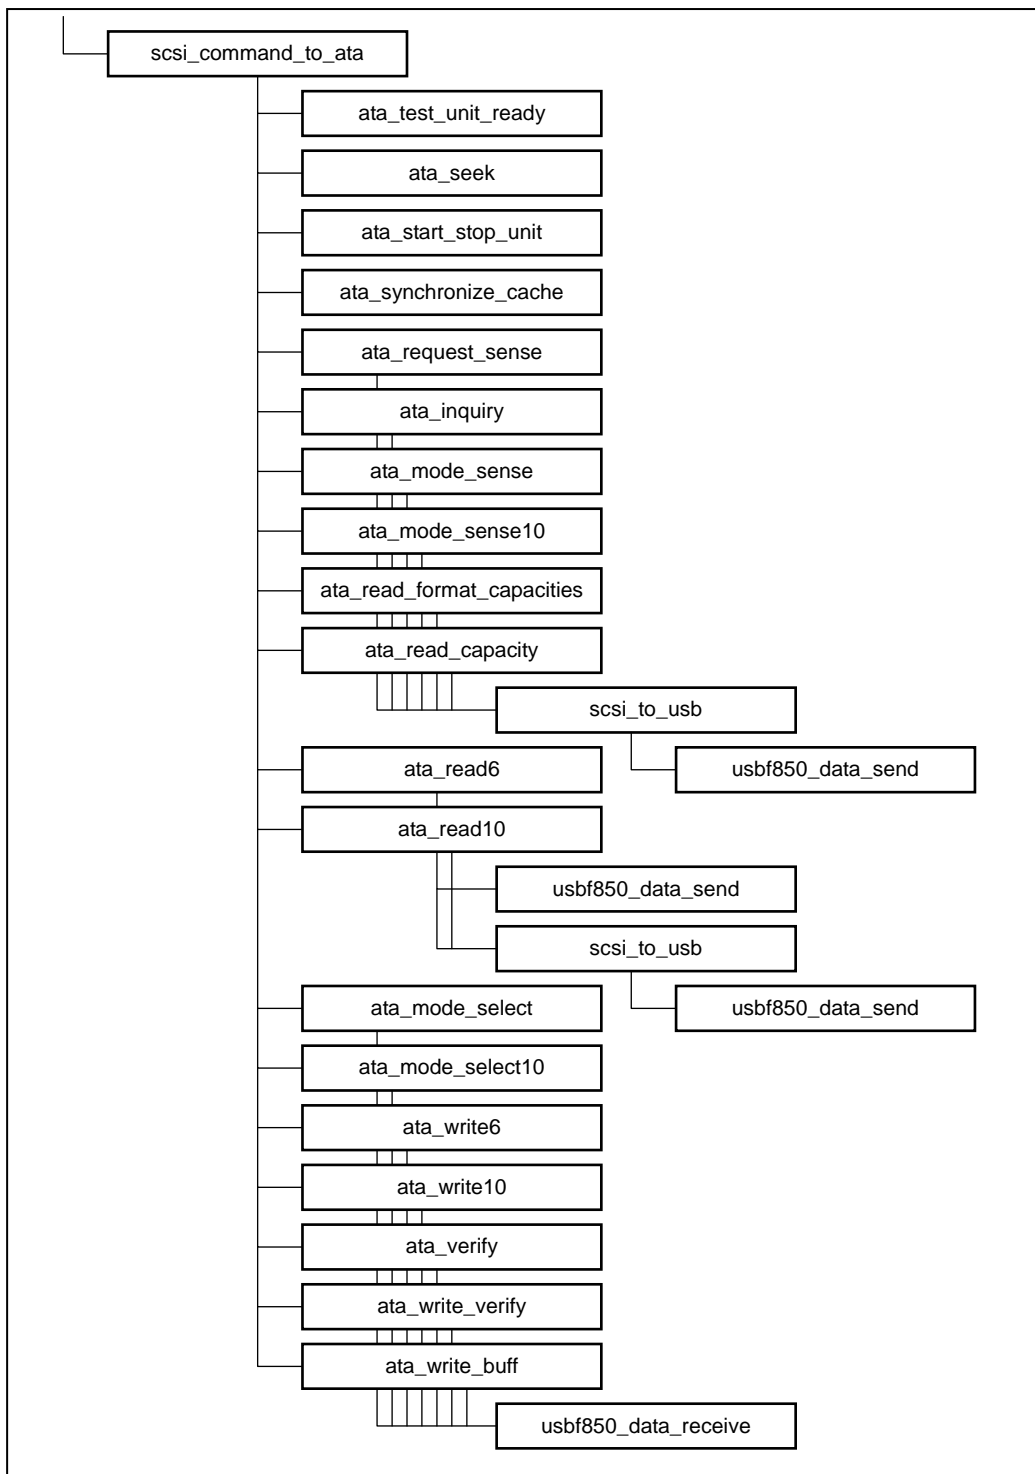 scsi_command_to_ata
ata_test_unit_ready
ata_seek
ata_start_stop_unit
ata_synchronize_cache
ata_request_sense
ata_inquiry
ata_mode_sense
ata_mode_sense10
ata_read_format_capacities
ata_read_capacity
scsi_to_usb
usbf850_data_send
ata_read6
ata_read10
usbf850_data_send
scsi_to_usb
ata_mode_select
usbf850_data_send
ata_mode_select10
ata_write6
ata_write10
ata_verify
ata_write_verify
ata_write_buff
usbf850_data_receive